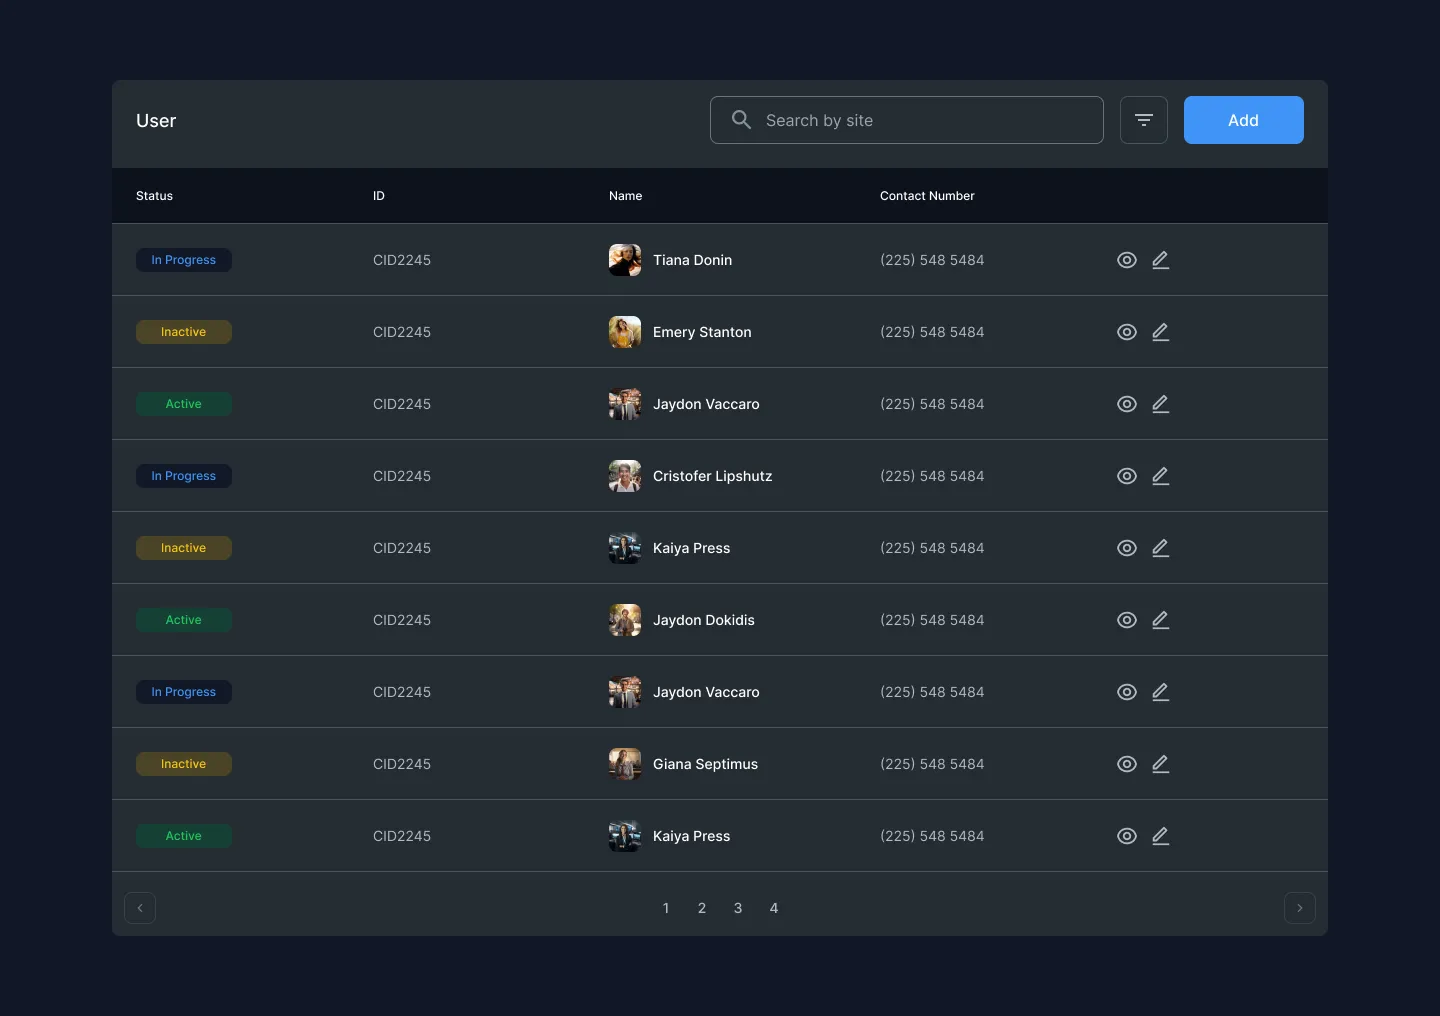 User
Search by site
Add
Status ID Name Contact Number
In Progress CID2245 Tiana Donin (225) 548 5484
Inactive CID2245 Emery Stanton (225) 548 5484
Active CID2245 Jaydon Vaccaro (225) 548 5484
In Progress CID2245 Cristofer Lipshutz (225) 548 5484
Inactive CID2245 Kaiya Press (225) 548 5484
Active CID2245 Jaydon Dokidis (225) 548 5484
In Progress CID2245 Jaydon Vaccaro (225) 548 5484
Inactive CID2245 Giana Septimus (225) 548 5484
Active CID2245 Kaiya Press (225) 548 5484
1 2 3 4